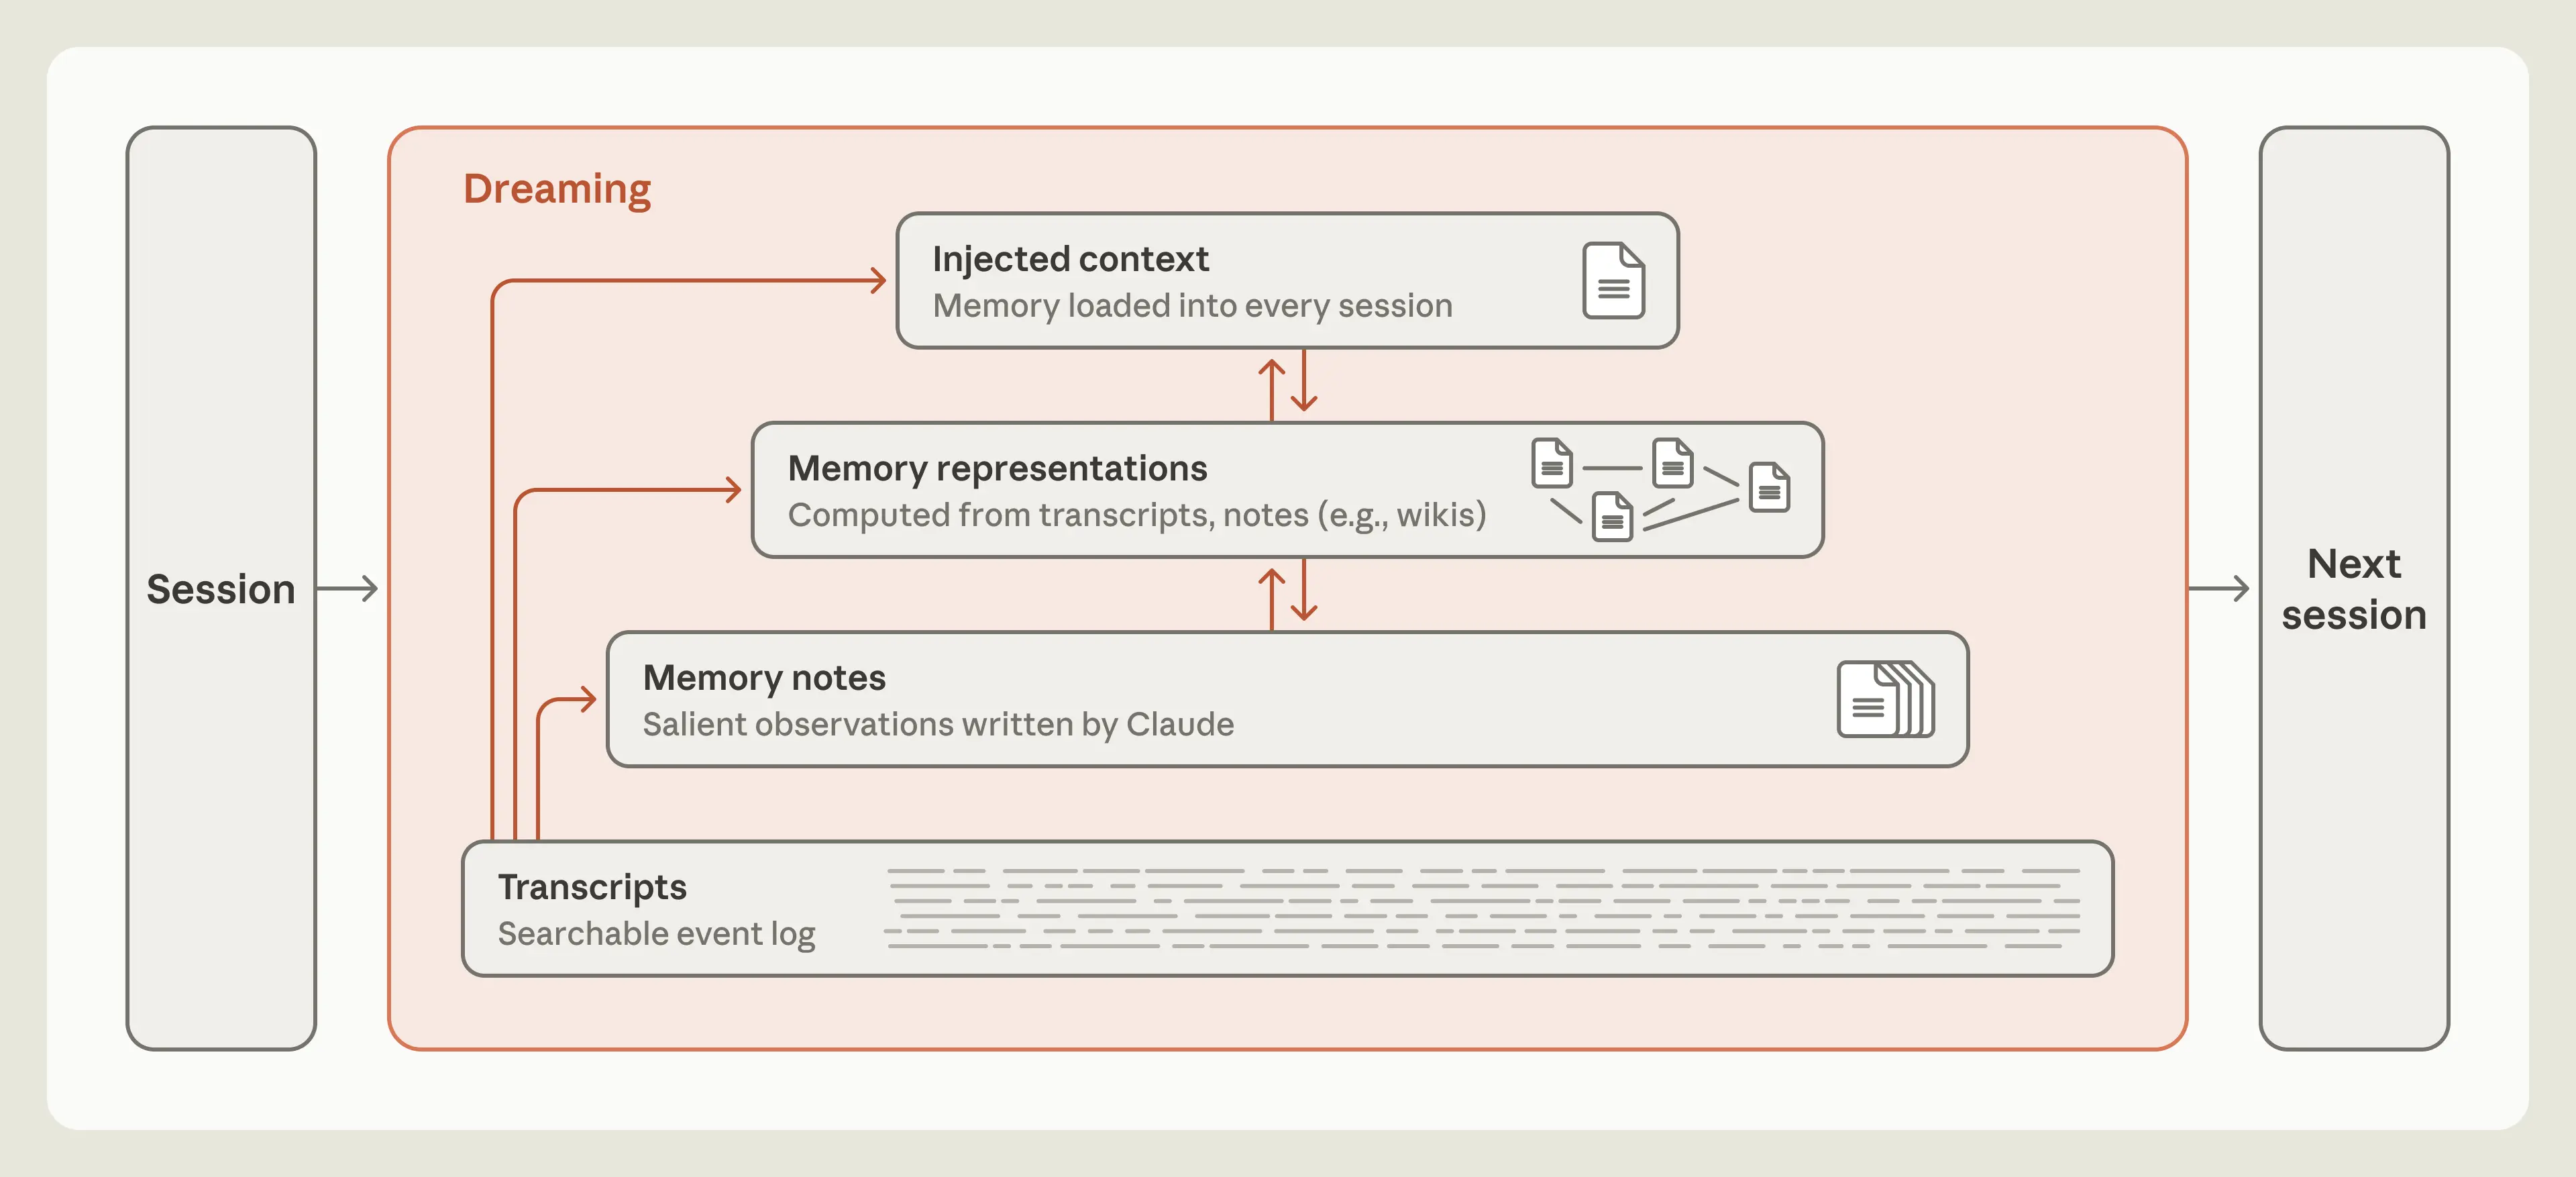 Session
Dreaming
Injected context
Memory loaded into every session
Memory representations
Computed from transcripts, notes (e.g., wikis)
Memory notes
Salient observations written by Claude
Transcripts
Searchable event log
Next
session